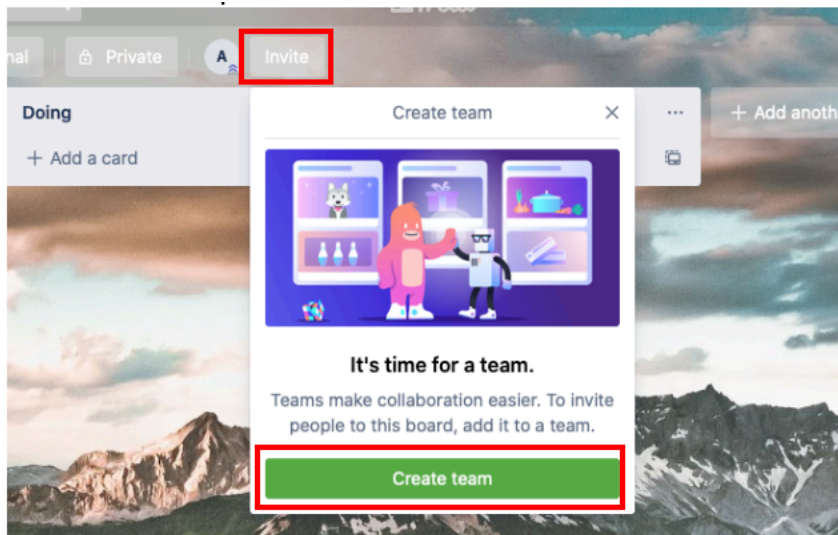 Private
A
Invite
Doing
Create team
+ Add a card
+ Add anoth
It's time for a team.
Teams make collaboration easier. To invite
people to this board, add it to a team.
Create team